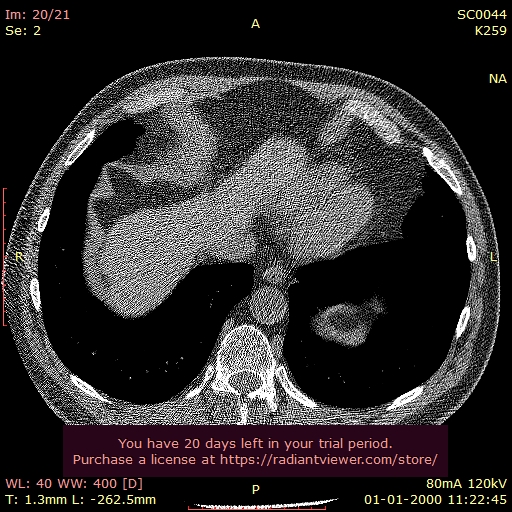 Im: 20/21
Se: 2
A
SC0044
K259
NA
R
L
You have 20 days left in your trial period.
Purchase a license at https://radiantviewer.com/store/
WL: 40 WW: 400 [D]
T: 1.3mm L: -262.5mm
P
80mA 120kV
01-01-2000 11:22:45